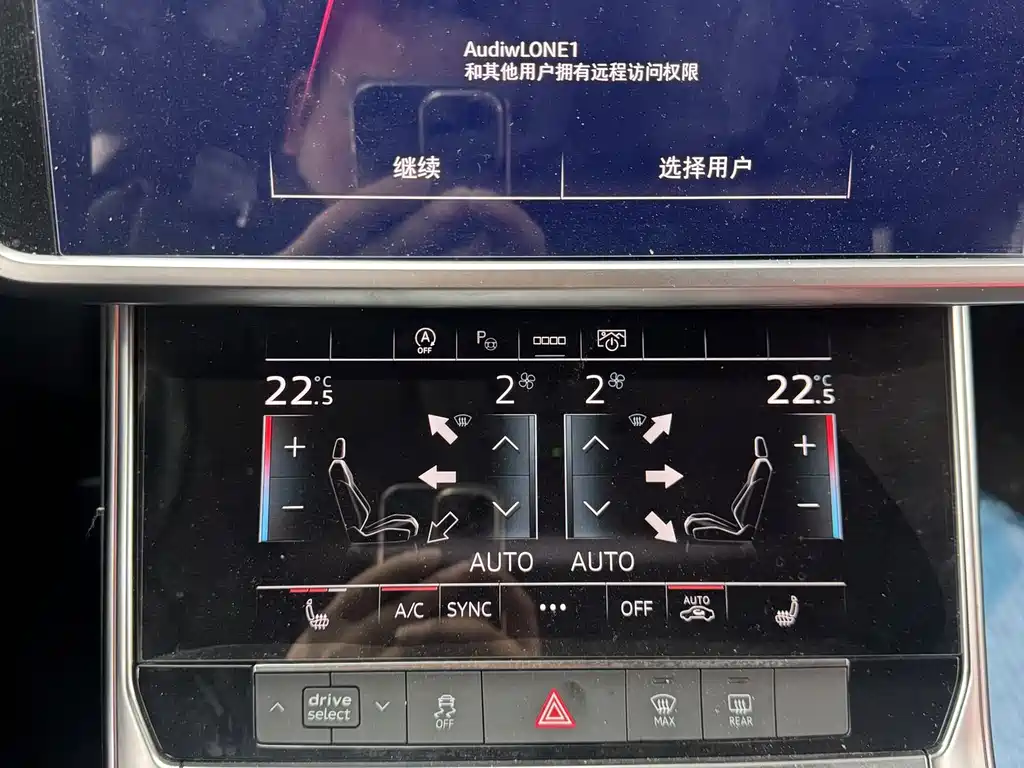 AudiwLONE1
和其他用户拥有远程访问权限
继续
选择用户
A
OFF
P
22.5°C
2
2
22.5°C
+
+
−
−
AUTO
AUTO
A/C
SYNC
•••
OFF
AUTO
drive
select
OFF
MAX
REAR